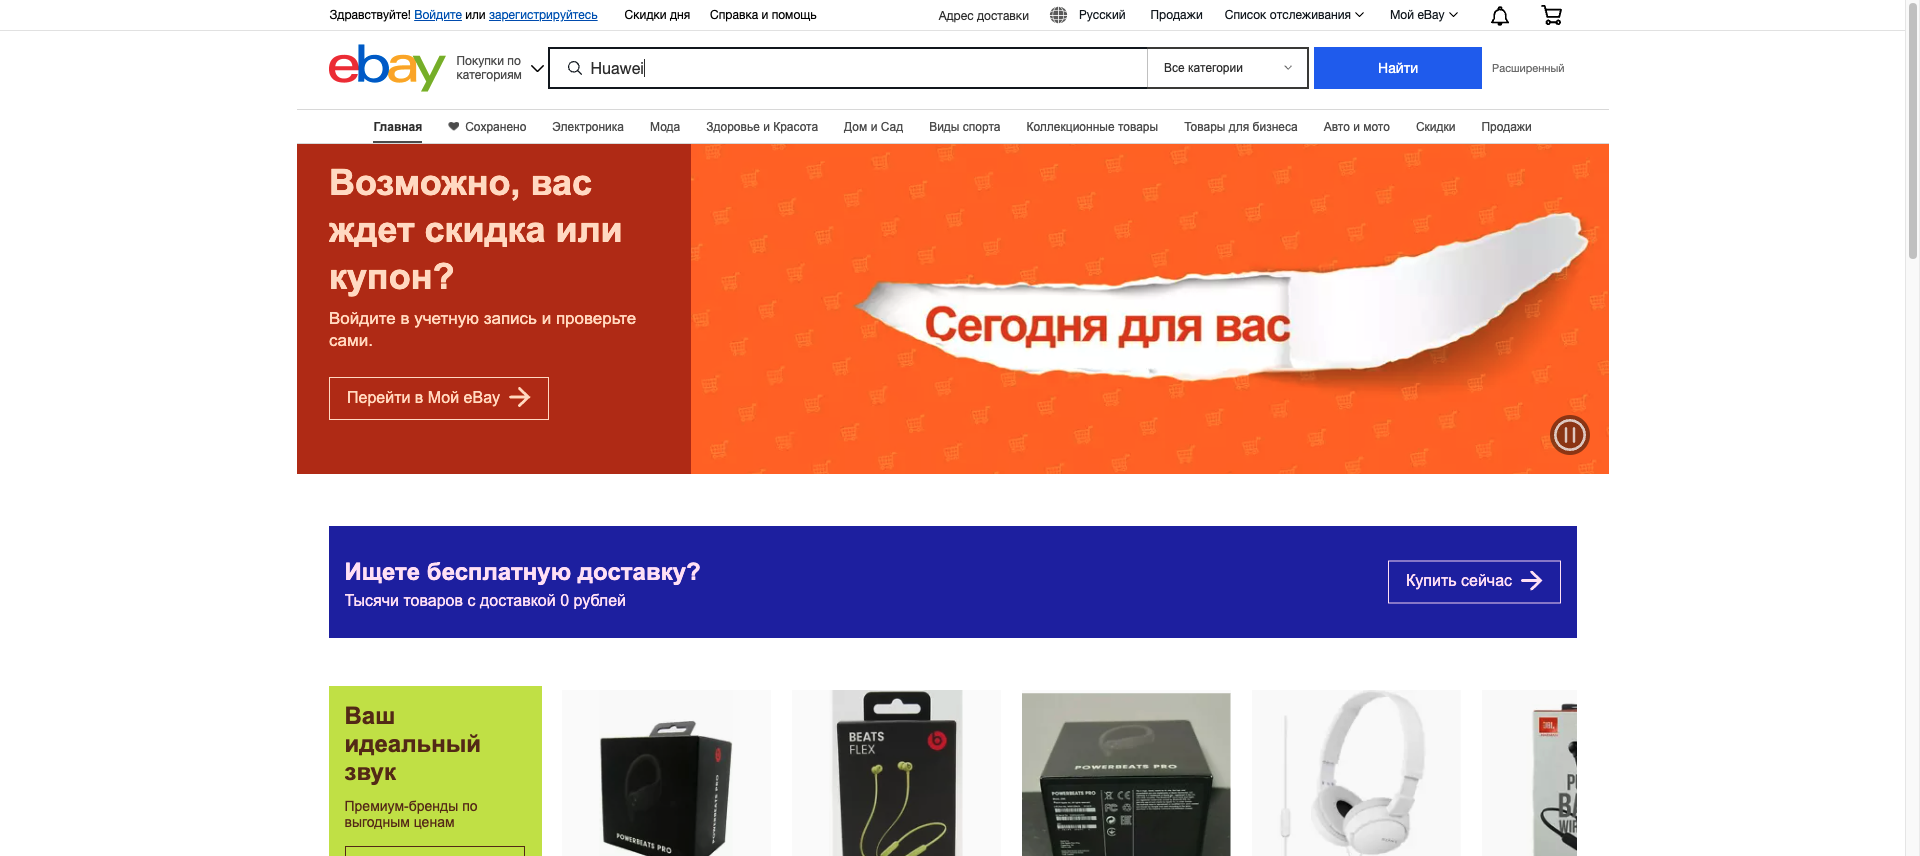 Здравствуйте! Войдите или зарегистрируйтесь
Скидки дня
Справка и помощь
Адрес доставки
Русский
Продажи
Список отслеживания
Мой eBay
ebay
Покупки по
категориям
Huawei
Все категории
Найти
Расширенный
Главная
Сохранено
Электроника
Мода
Здоровье и Красота
Дом и Сад
Виды спорта
Коллекционные товары
Товары для бизнеса
Авто и мото
Скидки
Продажи
Возможно, вас
ждет скидка или
купон?
Войдите в учетную запись и проверьте
сами.
Перейти в Мой eBay
Сегодня для вас
Ищете бесплатную доставку?
Тысячи товаров с доставкой 0 рублей
Купить сейчас
Ваш
идеальный
звук
Премиум-бренды по
выгодным ценам
POWERBEATS PRO
BEATS
FLEX
POWERBEATS PRO
POWERBEATS PRO
JBL